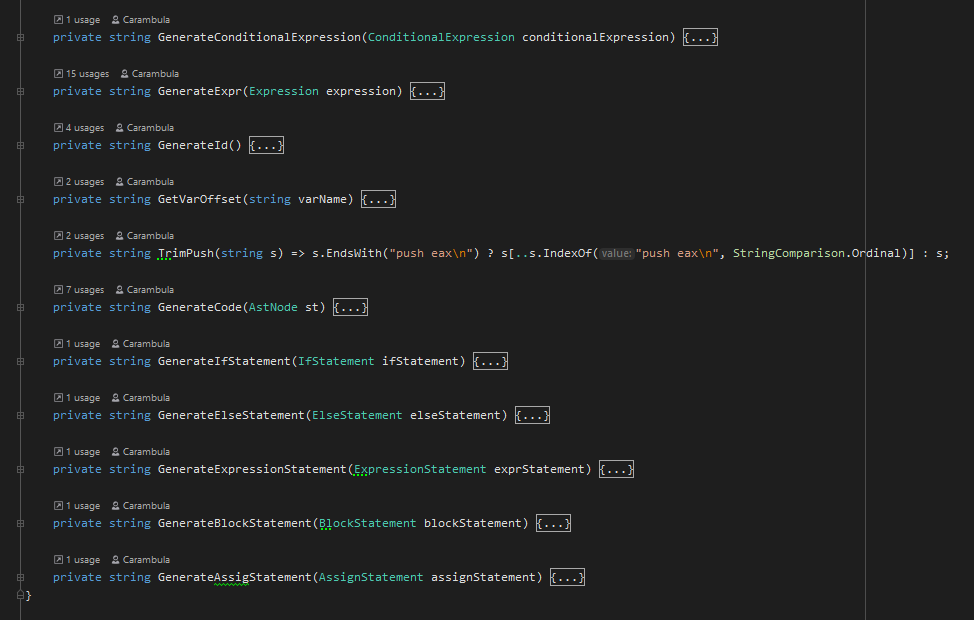 1 usage Carambula
private string GenerateConditionalExpression(ConditionalExpression conditionalExpression) {...}
15 usages Carambula
private string GenerateExpr(Expression expression) {...}
4 usages Carambula
private string GenerateId() {...}
2 usages Carambula
private string GetVarOffset(string varName) {...}
2 usages Carambula
private string TrimPush(string s) => s.EndsWith("push eax\n") ? s[..s.IndexOf( value: "push eax\n", StringComparison.Ordinal)] : s;
7 usages Carambula
private string GenerateCode(AstNode st) {...}
1 usage Carambula
private string GenerateIfStatement(IfStatement ifStatement) {...}
1 usage Carambula
private string GenerateElseStatement(ElseStatement elseStatement) {...}
1 usage Carambula
private string GenerateExpressionStatement(ExpressionStatement exprStatement) {...}
1 usage Carambula
private string GenerateBlockStatement(BlockStatement blockStatement) {...}
1 usage Carambula
private string GenerateAssigStatement(AssignStatement assignStatement) {...}
}